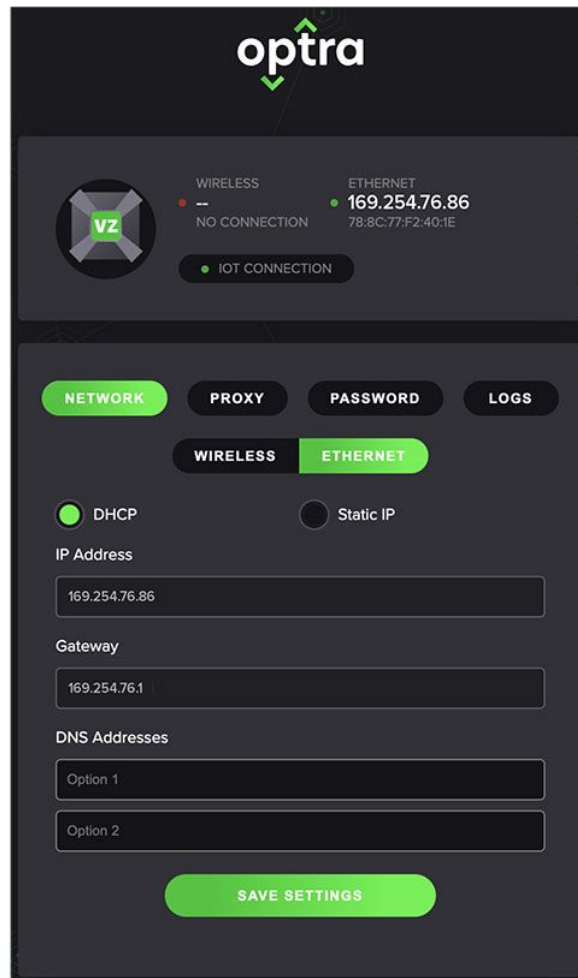 optra
VZ
WIRELESS
--
NO CONNECTION
ETHERNET
169.254.76.86
78:8C:77:F2:40:1E
IOT CONNECTION
NETWORK PROXY PASSWORD LOGS
WIRELESS ETHERNET
DHCP Static IP
IP Address
169.254.76.86
Gateway
169.254.76.1
DNS Addresses
Option 1
Option 2
SAVE SETTINGS